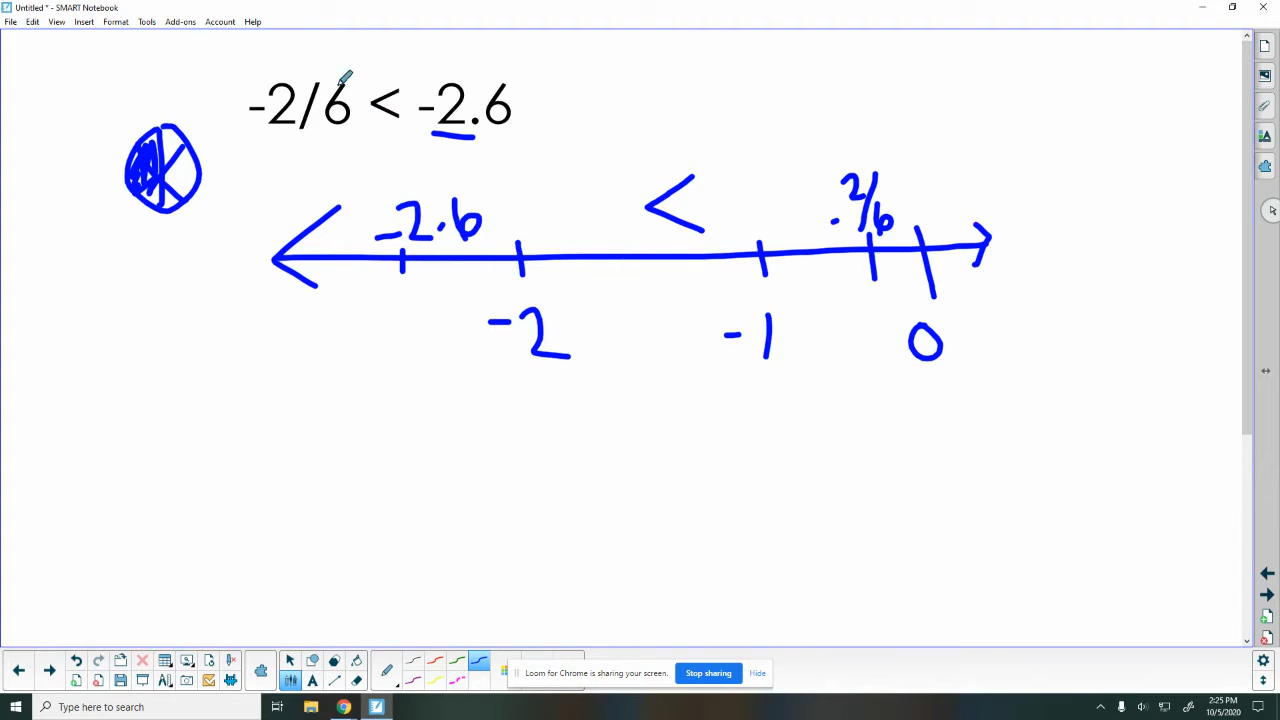 Untitled * - SMART Notebook
File Edit View Insert Format Tools Add-ons Account Help
-2/6 < -2.6
-2.6 < -2/6
-2 -1 0
Loom for Chrome is sharing your screen. Stop sharing Hide
Type here to search
2:25 PM
10/5/2020